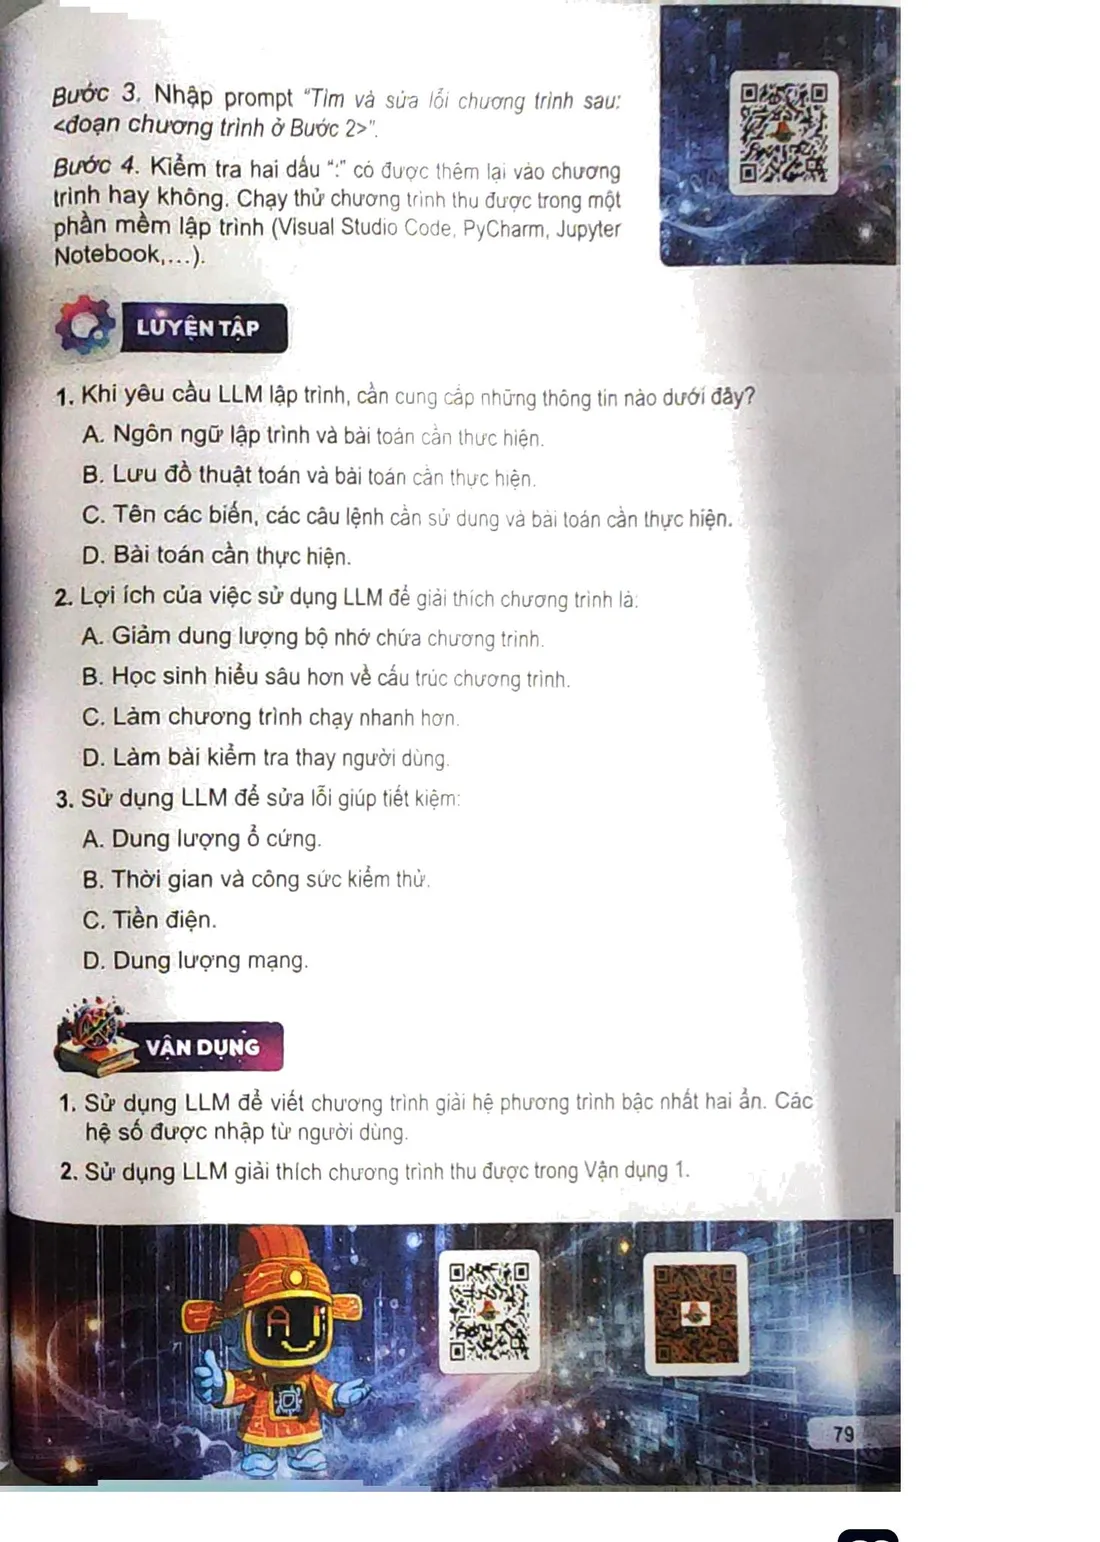 Bước 3. Nhập prompt “Tìm và sửa lỗi chương trình sau:
<đoạn chương trình ở Bước 2>”.
Bước 4. Kiểm tra hai dấu “:” có được thêm lại vào chương
trình hay không. Chạy thử chương trình thu được trong một
phần mềm lập trình (Visual Studio Code, PyCharm, Jupyter
Notebook,...).
LUYỆN TẬP
1. Khi yêu cầu LLM lập trình, cần cung cấp những thông tin nào dưới đây?
A. Ngôn ngữ lập trình và bài toán cần thực hiện.
B. Lưu đồ thuật toán và bài toán cần thực hiện.
C. Tên các biến, các câu lệnh cần sử dụng và bài toán cần thực hiện.
D. Bài toán cần thực hiện.
2. Lợi ích của việc sử dụng LLM để giải thích chương trình là:
A. Giảm dung lượng bộ nhớ chứa chương trình.
B. Học sinh hiểu sâu hơn về cấu trúc chương trình.
C. Làm chương trình chạy nhanh hơn.
D. Làm bài kiểm tra thay người dùng.
3. Sử dụng LLM để sửa lỗi giúp tiết kiệm:
A. Dung lượng ổ cứng.
B. Thời gian và công sức kiểm thử.
C. Tiền điện.
D. Dung lượng mạng.
VẬN DỤNG
1. Sử dụng LLM để viết chương trình giải hệ phương trình bậc nhất hai ẩn. Các
hệ số được nhập từ người dùng.
2. Sử dụng LLM giải thích chương trình thu được trong Vận dụng 1.
A I
79